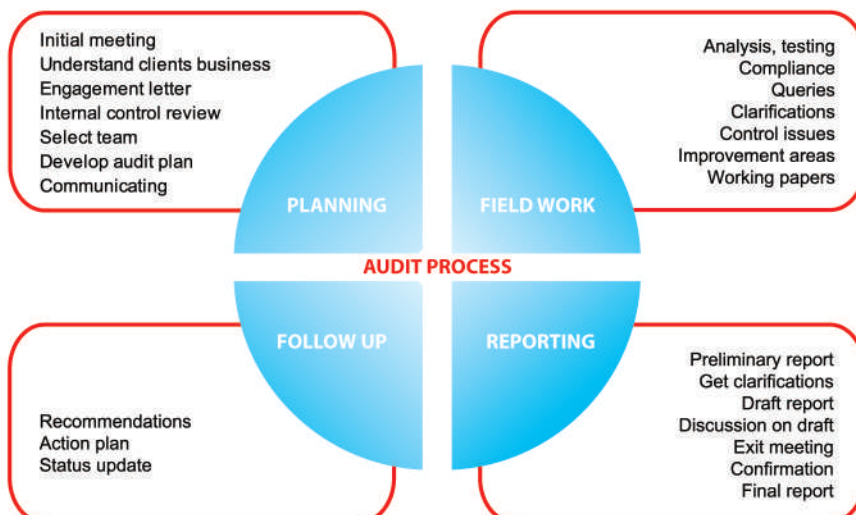 Initial meeting
Understand clients business
Engagement letter
Internal control review
Select team
Develop audit plan
Communicating
PLANNING
Analysis, testing
Compliance
Queries
Clarifications
Control issues
Improvement areas
Working papers
FIELD WORK
AUDIT PROCESS
FOLLOW UP
Recommendations
Action plan
Status update
REPORTING
Preliminary report
Get clarifications
Draft report
Discussion on draft
Exit meeting
Confirmation
Final report